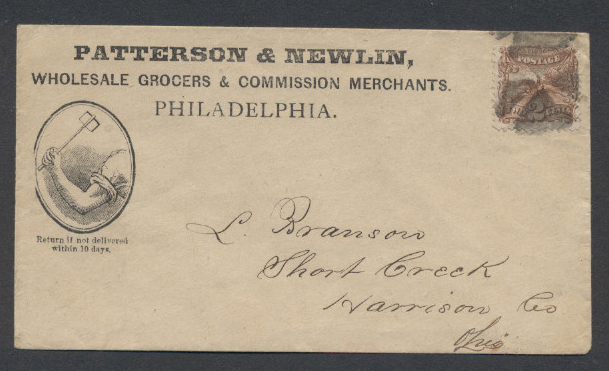 PATTERSON & NEWLIN,
WHOLESALE GROCERS & COMMISSION MERCHANTS.
PHILADELPHIA.
POSTAGE
Return if not delivered
within 10 days.
L. Branson
Short Creek
Harrison Co
Ohio